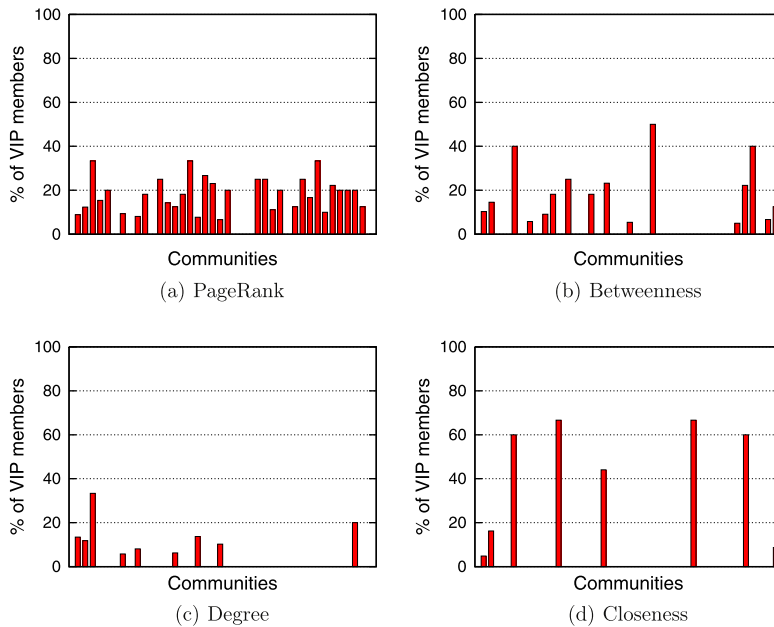 100
80
60
40
20
0
% of VIP members
Communities
(a) PageRank
100
80
60
40
20
0
% of VIP members
Communities
(b) Betweenness
100
80
60
40
20
0
% of VIP members
Communities
(c) Degree
100
80
60
40
20
0
% of VIP members
Communities
(d) Closeness